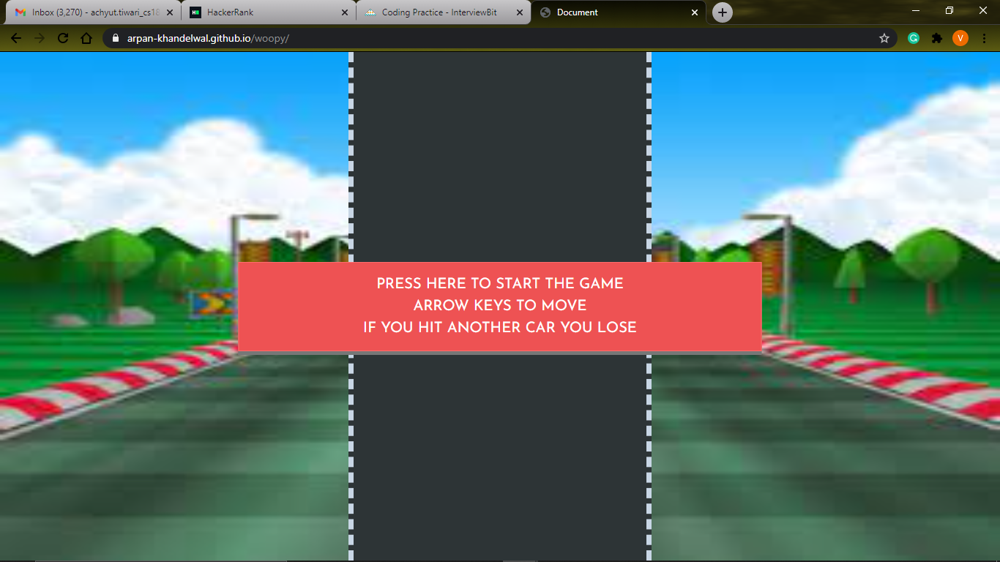 Inbox (3,270) - achyut.tiwari_cs18
HackerRank
Coding Practice - InterviewBit
Document
arpan-khandelwal.github.io/woopy/
V
PRESS HERE TO START THE GAME
ARROW KEYS TO MOVE
IF YOU HIT ANOTHER CAR YOU LOSE